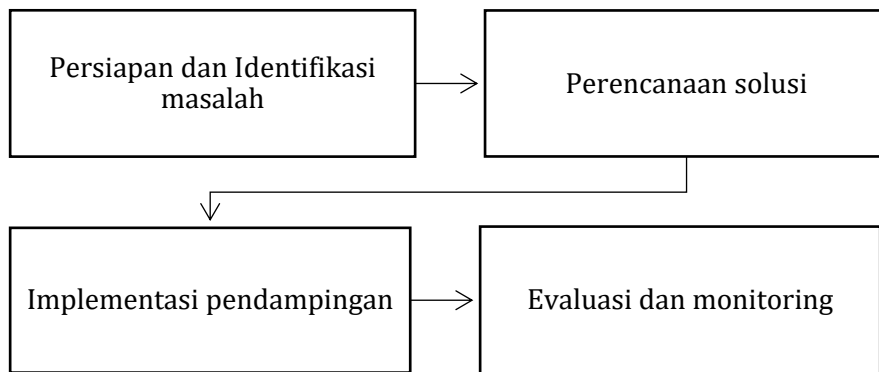 Persiapan dan Identifikasi
masalah
Perencanaan solusi
Implementasi pendampingan
Evaluasi dan monitoring